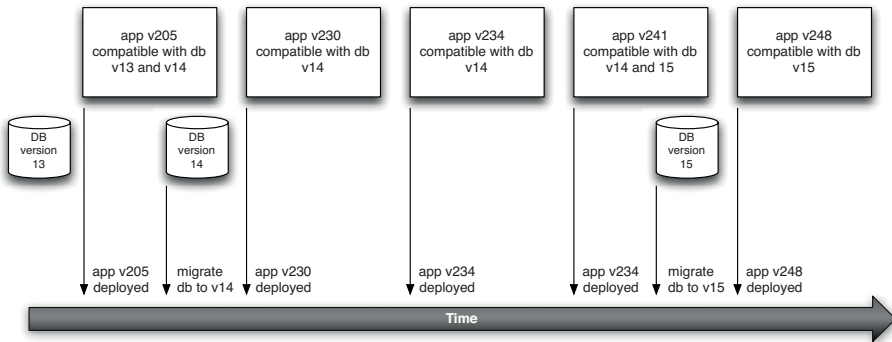 app v205
compatible with db
v13 and v14
app v230
compatible with db
v14
app v234
compatible with db
v14
app v241
compatible with db
v14 and 15
app v248
compatible with db
v15
DB
version
13
DB
version
14
DB
version
15
app v205
deployed
migrate
db to v14
app v230
deployed
app v234
deployed
app v234
deployed
migrate
db to v15
app v248
deployed
Time